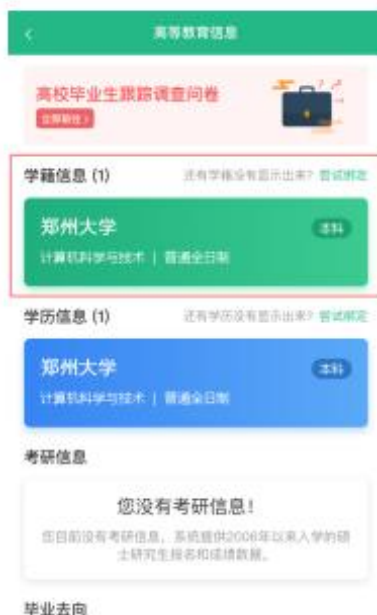 高等教育信息
高校毕业生跟踪调查问卷
立即前往 >
学籍信息 (1) 还有学籍没有显示出来? 尝试绑定
郑州大学 本科
计算机科学与技术 | 普通全日制
学历信息 (1) 还有学历没有显示出来? 尝试绑定
郑州大学 本科
计算机科学与技术 | 普通全日制
考研信息
您没有考研信息!
您目前没有考研信息，系统提供2006年以来入学的硕
士研究生报名和成绩数据。
毕业去向